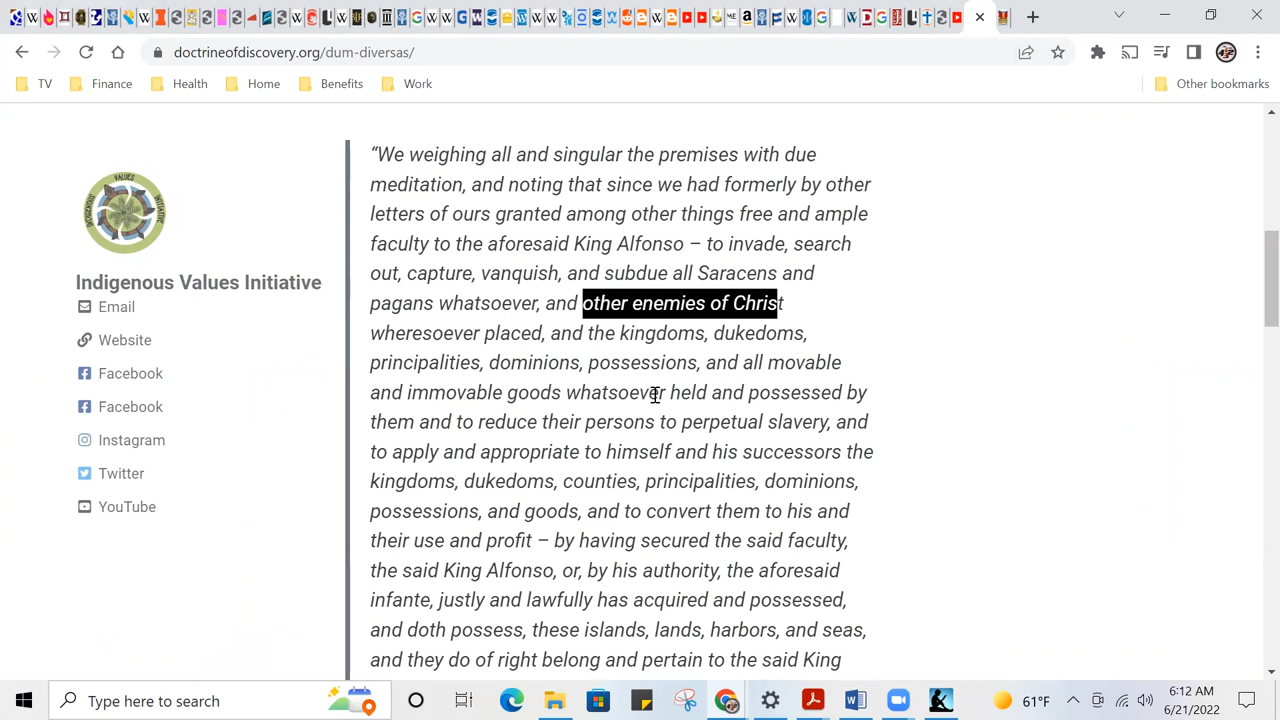 doctrineofdiscovery.org/dum-diversas/
TV
Finance
Health
Home
Benefits
Work
Other bookmarks
“We weighing all and singular the premises with due
meditation, and noting that since we had formerly by other
letters of ours granted among other things free and ample
faculty to the aforesaid King Alfonso – to invade, search
out, capture, vanquish, and subdue all Saracens and
pagans whatsoever, and other enemies of Christ
wheresoever placed, and the kingdoms, dukedoms,
principalities, dominions, possessions, and all movable
and immovable goods whatsoever held and possessed by
them and to reduce their persons to perpetual slavery, and
to apply and appropriate to himself and his successors the
kingdoms, dukedoms, counties, principalities, dominions,
possessions, and goods, and to convert them to his and
their use and profit – by having secured the said faculty,
the said King Alfonso, or, by his authority, the aforesaid
infante, justly and lawfully has acquired and possessed,
and doth possess, these islands, lands, harbors, and seas,
and they do of right belong and pertain to the said King
INDIGENOUS VALUES INITIATIVE
Indigenous Values Initiative
Email
Website
Facebook
Facebook
Instagram
Twitter
YouTube
Type here to search
61°F
6:12 AM
6/21/2022